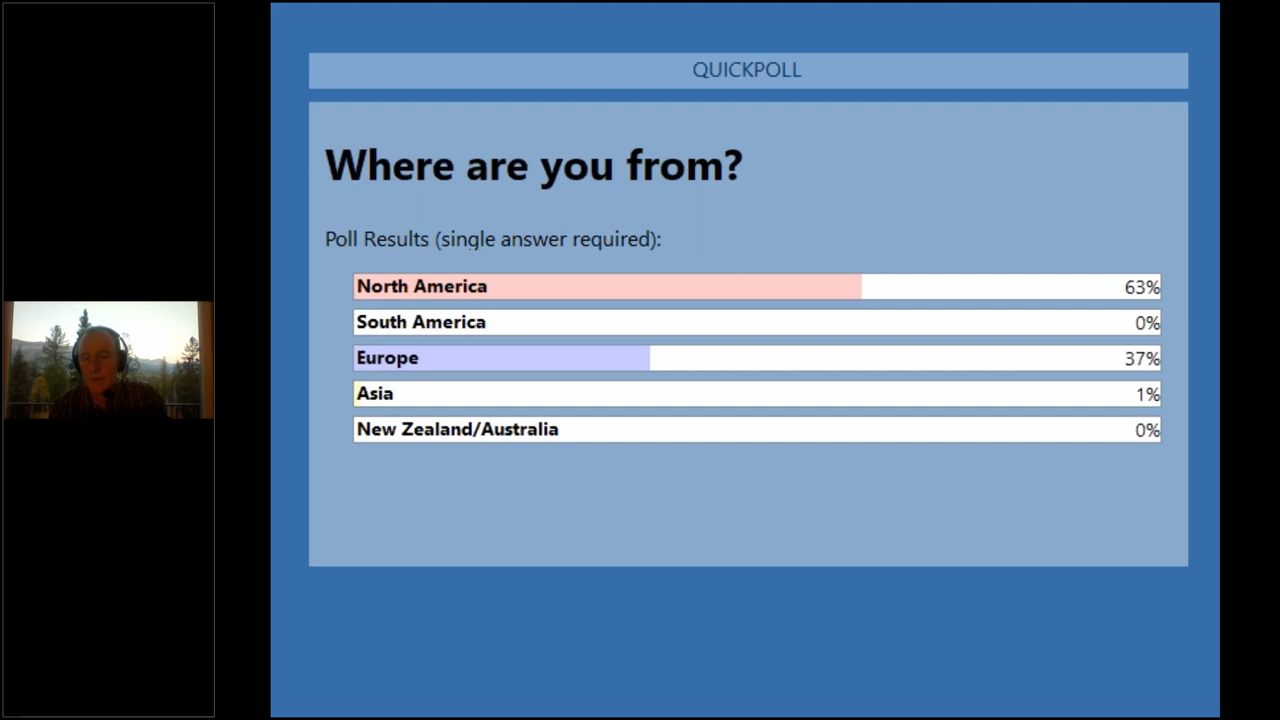 QUICKPOLL
Where are you from?
Poll Results (single answer required):
North America 63%
South America 0%
Europe 37%
Asia 1%
New Zealand/Australia 0%